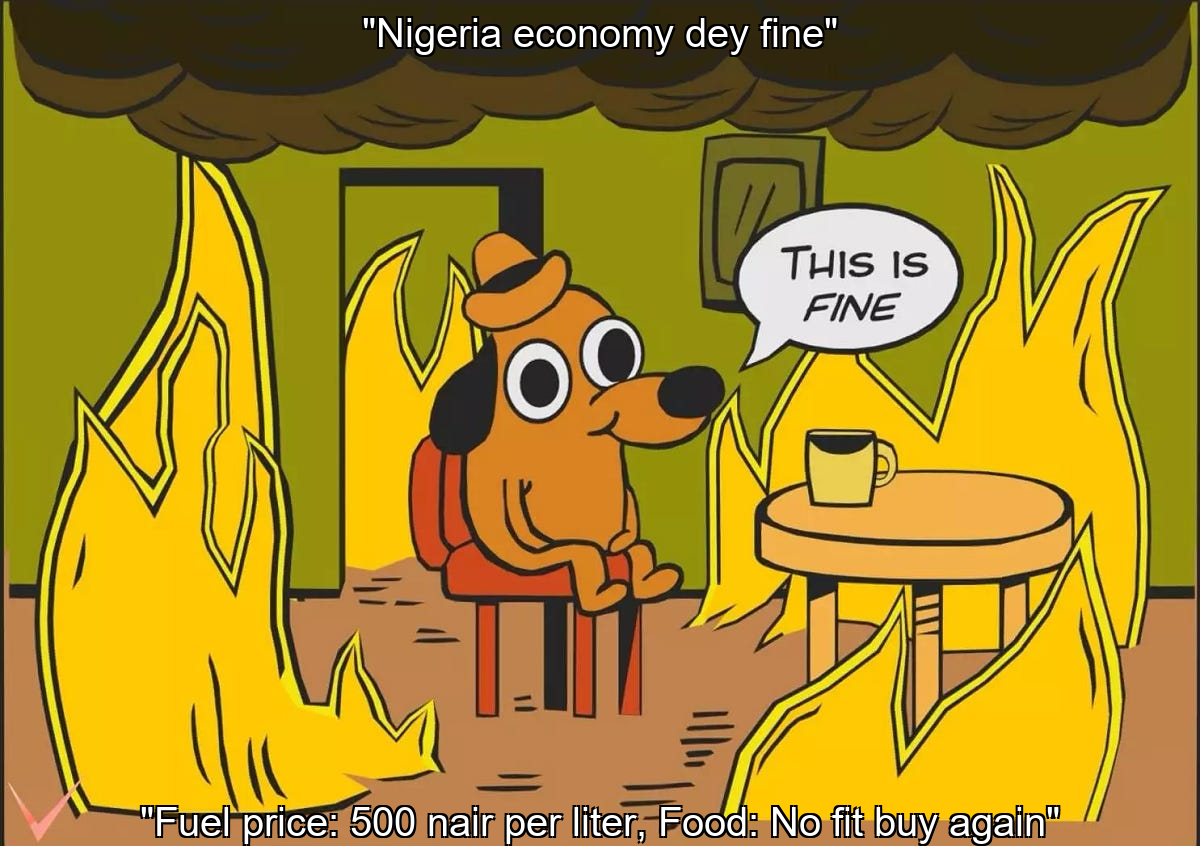 "Nigeria economy dey fine"
THIS IS
FINE
"Fuel price: 500 nair per liter, Food: No fit buy again"